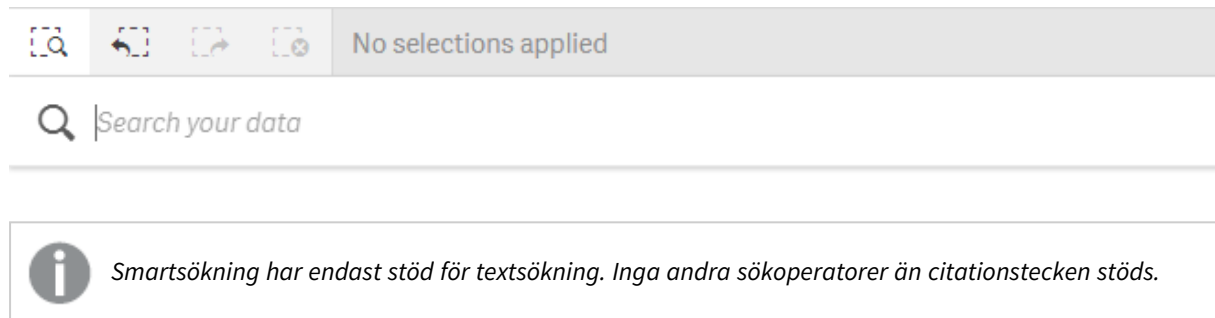 No selections applied
Search your data
Smartsökning har endast stöd för textsökning. Inga andra sökoperatorer än citationstecken stöds.